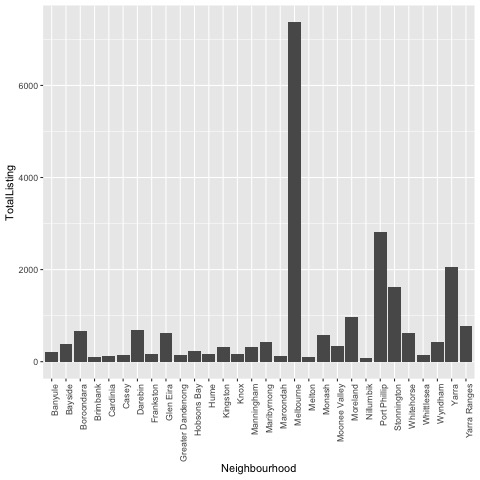 TotalListing
6000
4000
2000
0
Banyule
Bayside
Boroondara
Brimbank
Cardinia
Casey
Darebin
Frankston
Glen Eira
Greater Dandenong
Hobsons Bay
Hume
Kingston
Knox
Manningham
Maribyrnong
Maroondah
Melbourne
Melton
Monash
Moonee Valley
Moreland
Nillumbik
Port Phillip
Stonnington
Whitehorse
Whittlesea
Wyndham
Yarra
Yarra Ranges
Neighbourhood